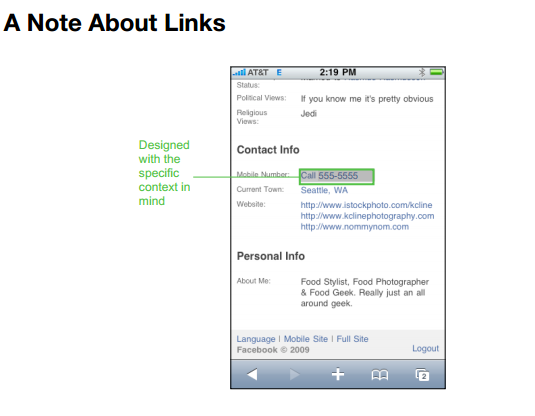 A Note About Links
AT&T E 2:19 PM
Status:
Political Views: If you know me it's pretty obvious
Religious Views: Jedi
Contact Info
Designed with the specific context in mind
Mobile Number: Call 555-5555
Current Town: Seattle, WA
Website: http://www.istockphoto.com/kcline
http://www.kclinephotography.com
http://www.nommynom.com
Personal Info
About Me: Food Stylist, Food Photographer
& Food Geek. Really just an all
around geek.
Language | Mobile Site | Full Site
Facebook © 2009 Logout
2